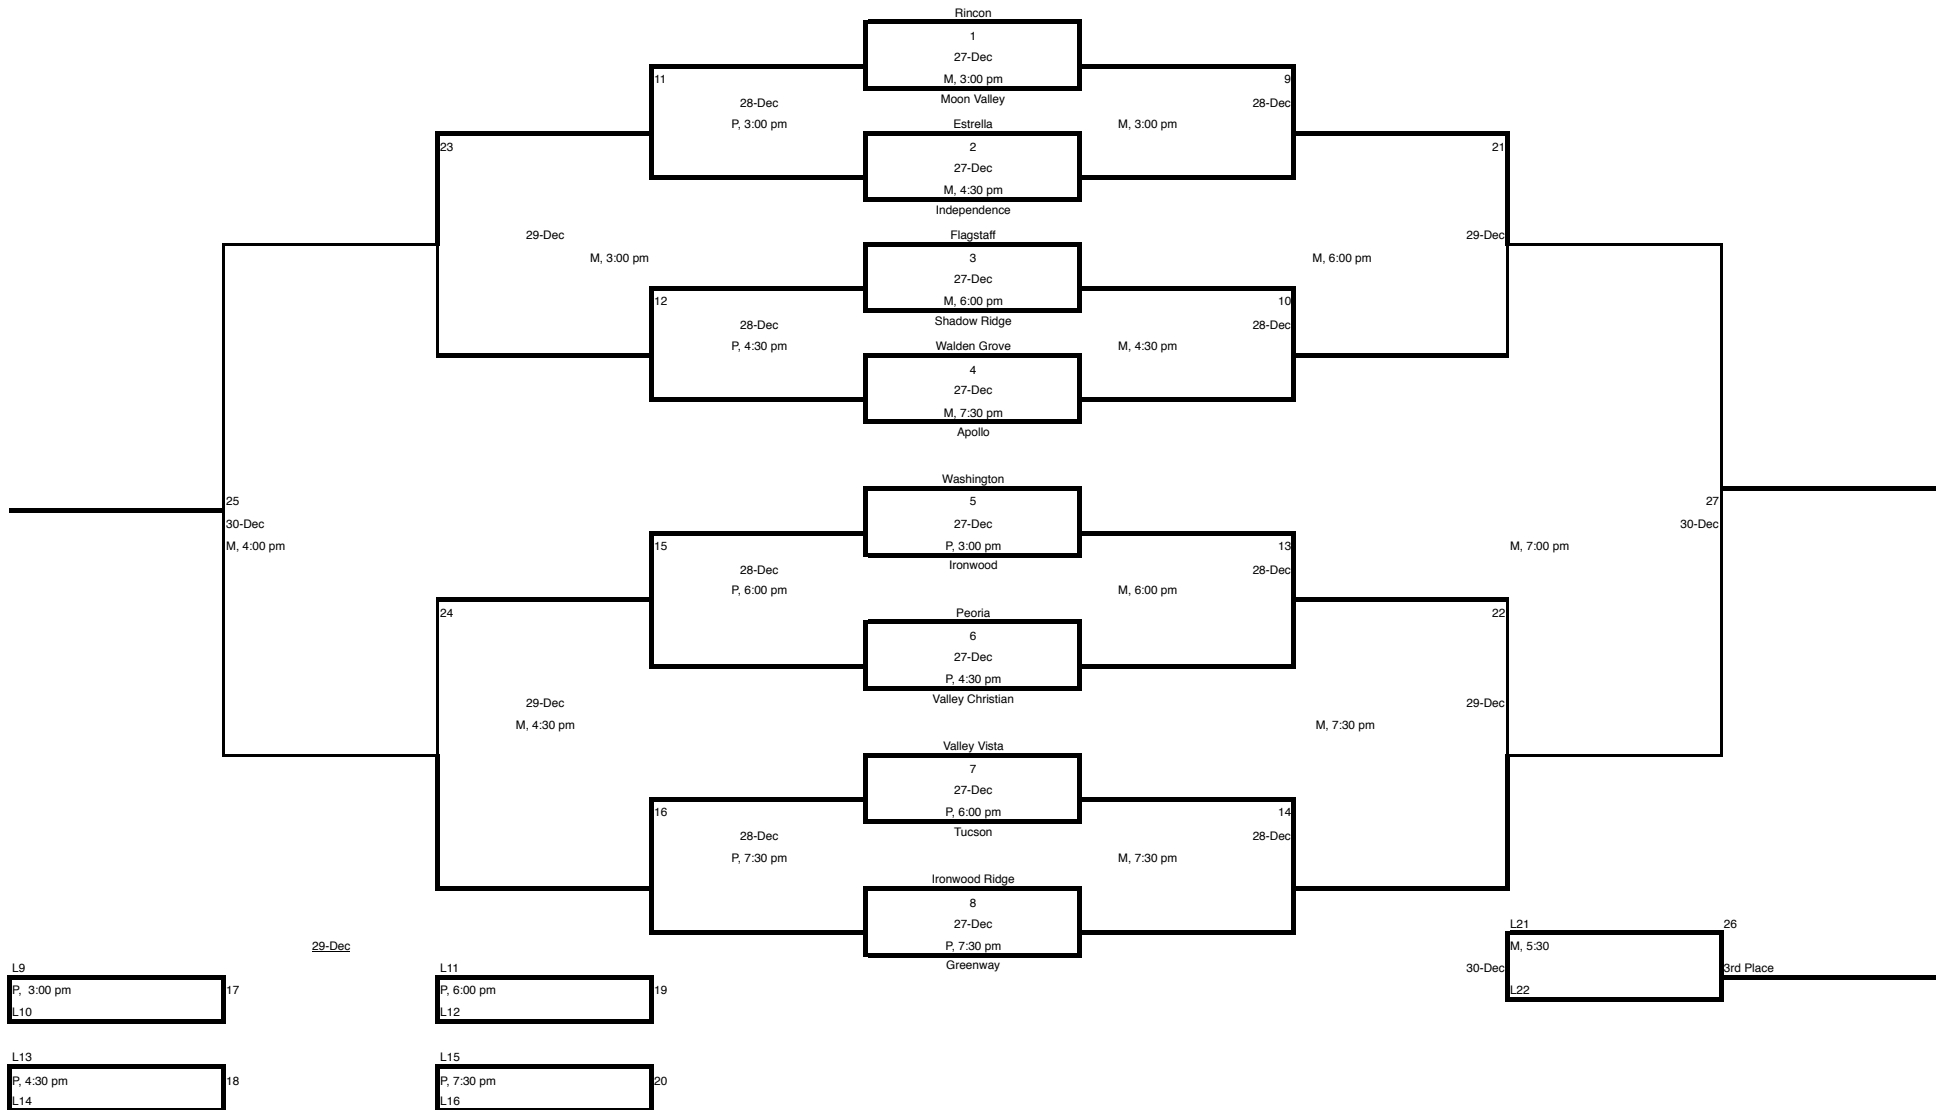 Rincon
1
27-Dec
M, 3:00 pm
Moon Valley
11
28-Dec
P, 3:00 pm
9
28-Dec
M, 3:00 pm
Estrella
2
27-Dec
M, 4:30 pm
Independence
23
29-Dec
M, 3:00 pm
21
29-Dec
M, 6:00 pm
Flagstaff
3
27-Dec
M, 6:00 pm
Shadow Ridge
12
28-Dec
P, 4:30 pm
10
28-Dec
M, 4:30 pm
Walden Grove
4
27-Dec
M, 7:30 pm
Apollo
25
30-Dec
M, 4:00 pm
27
30-Dec
M, 7:00 pm
Washington
5
27-Dec
P, 3:00 pm
Ironwood
15
28-Dec
P, 6:00 pm
13
28-Dec
M, 6:00 pm
Peoria
6
27-Dec
P, 4:30 pm
Valley Christian
24
29-Dec
M, 4:30 pm
22
29-Dec
M, 7:30 pm
Valley Vista
7
27-Dec
P, 6:00 pm
Tucson
16
28-Dec
P, 7:30 pm
14
28-Dec
M, 7:30 pm
Ironwood Ridge
8
27-Dec
P, 7:30 pm
Greenway
29-Dec
L9
P,  3:00 pm
17
L10
L11
P, 6:00 pm
19
L12
L13
P, 4:30 pm
18
L14
L15
P, 7:30 pm
20
L16
L21
26
M, 5:30
30-Dec
3rd Place
L22